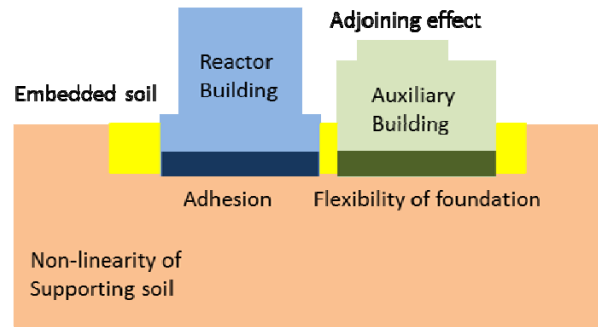 Adjoining effect
Reactor
Building
Embedded soil
Auxiliary
Building
Adhesion
Flexibility of foundation
Non-linearity of
Supporting soil